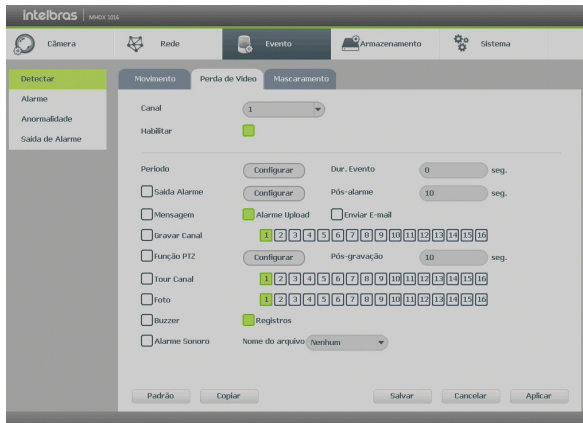 intelbras MHDX 1016
Câmera Rede Evento Armazenamento Sistema
Detectar
Alarme
Anormalidade
Saída de Alarme
Movimento Perda de Vídeo Mascaramento
Canal 1
Habilitar
Período Configurar Dur. Evento 0 seg.
Saída Alarme Configurar Pós-alarme 10 seg.
Mensagem Alarme Upload Enviar E-mail
Gravar Canal 1 2 3 4 5 6 7 8 9 10 11 12 13 14 15 16
Função PTZ Configurar Pós-gravação 10 seg.
Tour Canal 1 2 3 4 5 6 7 8 9 10 11 12 13 14 15 16
Foto 1 2 3 4 5 6 7 8 9 10 11 12 13 14 15 16
Buzzer Registros
Alarme Sonoro Nome do arquivo Nenhum
Padrão Copiar Salvar Cancelar Aplicar